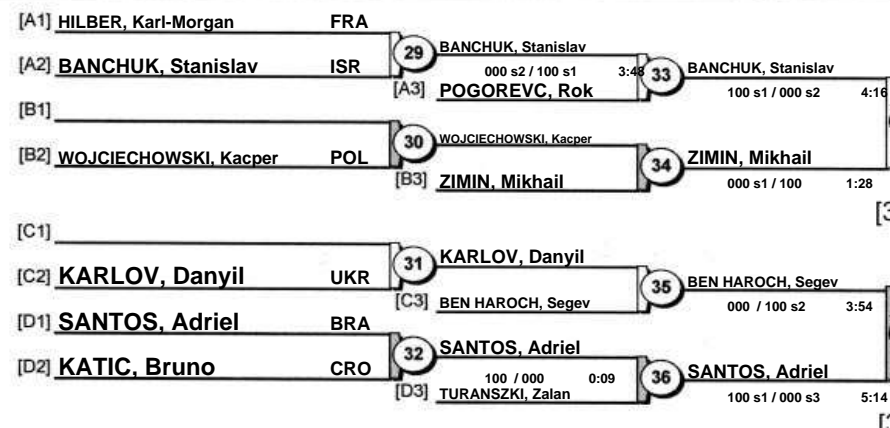 [A1] HILBER, Karl-Morgan FRA
[A2] BANCHUK, Stanislav ISR
29
BANCHUK, Stanislav
000 s2 / 100 s1 3:48
[A3] POGOREVC, Rok
33
BANCHUK, Stanislav
100 s1 / 000 s2 4:16
[B1]
[B2] WOJCIECHOWSKI, Kacper POL
30
WOJCIECHOWSKI, Kacper
[B3] ZIMIN, Mikhail
34
ZIMIN, Mikhail
000 s1 / 100 1:28
[3
[C1]
[C2] KARLOV, Danyil UKR
31
KARLOV, Danyil
[C3] BEN HAROCH, Segev
35
BEN HAROCH, Segev
000 / 100 s2 3:54
[D1] SANTOS, Adriel BRA
[D2] KATIC, Bruno CRO
32
SANTOS, Adriel
100 / 000 0:09
[D3] TURANSZKI, Zalan
36
SANTOS, Adriel
100 s1 / 000 s3 5:14